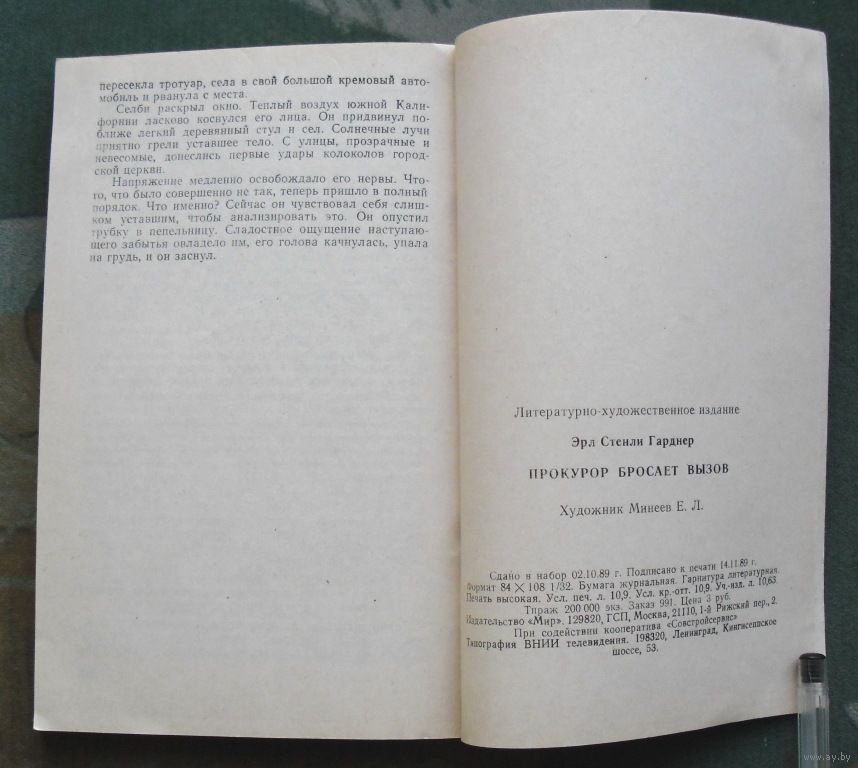 пересекла тротуар, села в свой большой кремовый авто-
мобиль и рванула с места.
Селби раскрыл окно. Теплый воздух южной Кали-
форнии ласково коснулся его лица. Он придвинул по-
ближе легкий деревянный стул и сел. Солнечные лучи
приятно грели уставшее тело. С улицы, прозрачные и
невесомые, донеслись первые удары колоколов город-
ской церкви.
Напряжение медленно освобождало его нервы. Что-
то, что было совершенно не так, теперь пришло в полный
порядок. Что именно? Сейчас он чувствовал себя слиш-
ком уставшим, чтобы анализировать это. Он опустил
трубку в пепельницу. Сладостное ощущение наступаю-
щего забытья овладело им, его голова качнулась, упала
на грудь, и он заснул.
Литературно-художественное издание
Эрл Стенли Гарднер
ПРОКУРОР БРОСАЕТ ВЫЗОВ
Художник Минеев Е. Л.
Сдано в набор 02.10.89 г. Подписано к печати 14.11.89 г.
Формат 84 × 108 1/32. Бумага журнальная. Гарнитура литературная.
Печать высокая. Усл. печ. л. 10,9. Усл. кр.-отт. 10,9. Уч.-изд. л. 10,63.
Тираж 200 000 экз. Заказ 991. Цена 3 руб.
Издательство «Мир». 129820, ГСП, Москва, 21110, 1-й Рижский пер., 2.
При содействии кооператива «Совстройсервис»
Типография ВНИИ телевидения. 198320, Ленинград, Кингисеппское
шоссе, 53.
www.ay.by